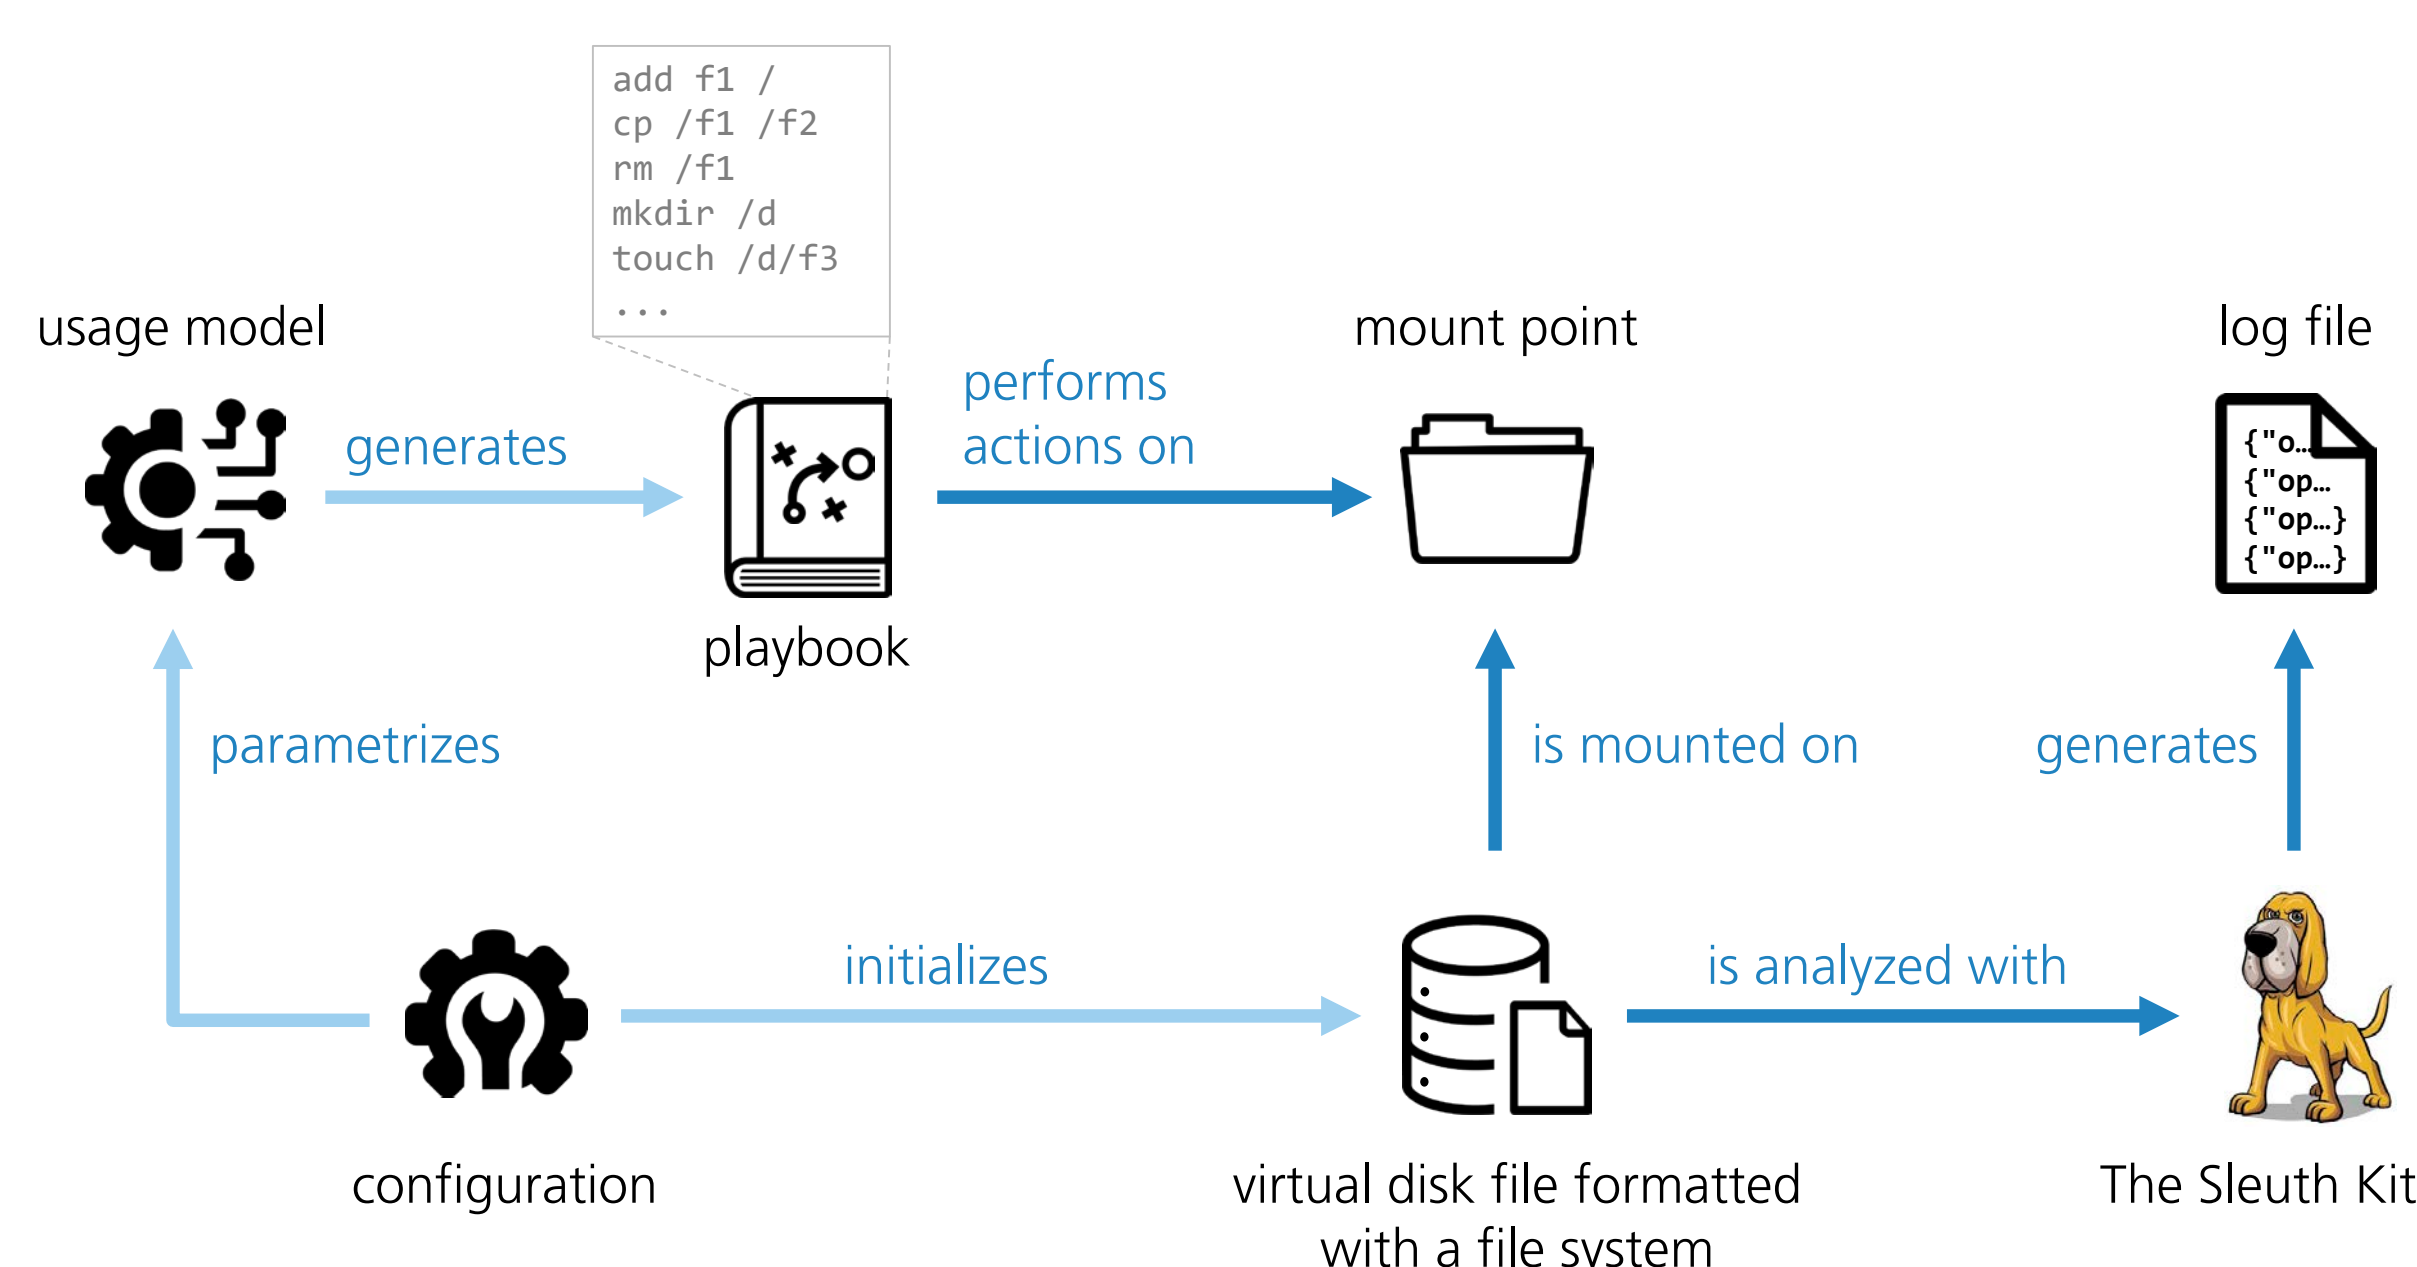 add f1 /
cp /f1 /f2
rm /f1
mkdir /d
touch /d/f3
...
usage model
mount point
log file
performs
actions on
generates
{"o…
{"op…
{"op…}
{"op…}
playbook
parametrizes
is mounted on
generates
initializes
is analyzed with
configuration
virtual disk file formatted
with a file system
The Sleuth Kit